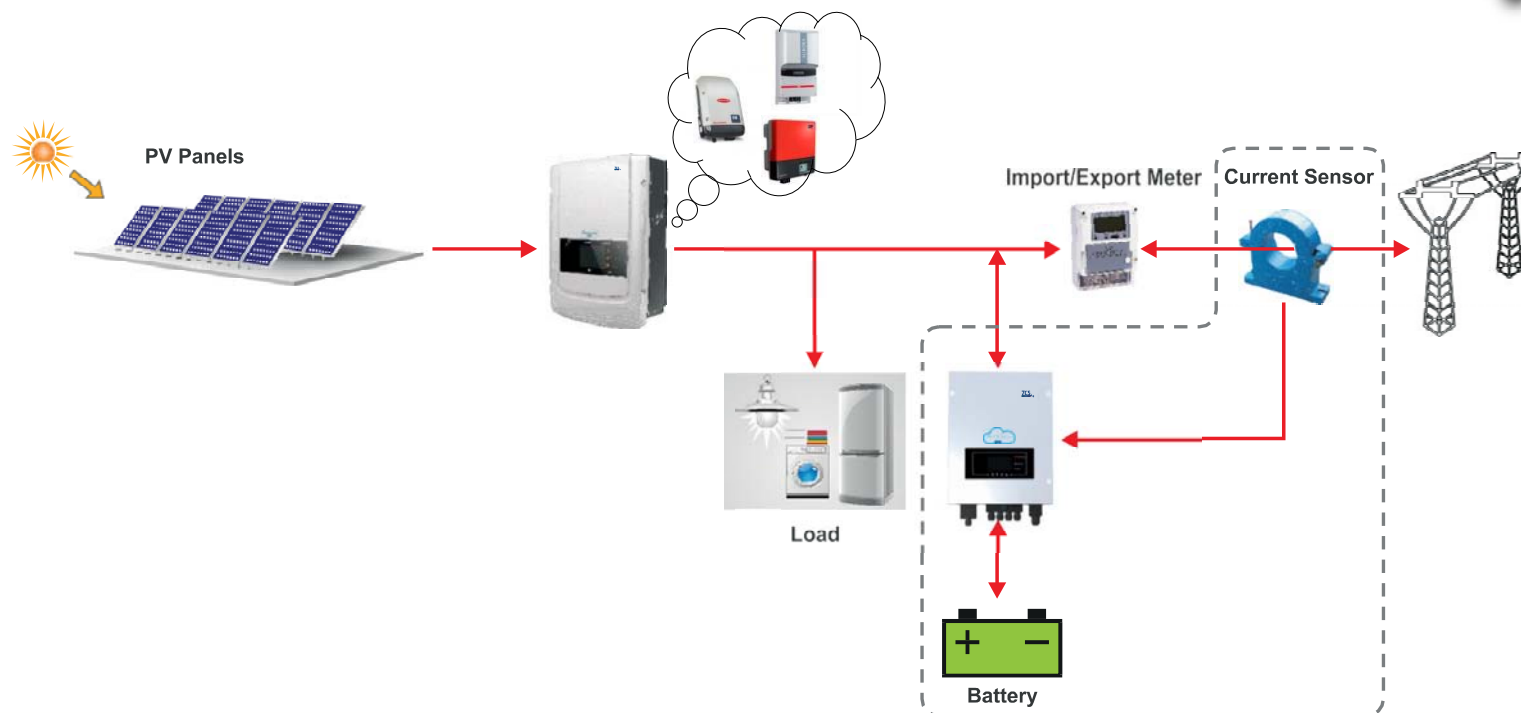 PV Panels
Import/Export Meter
Current Sensor
Load
Battery